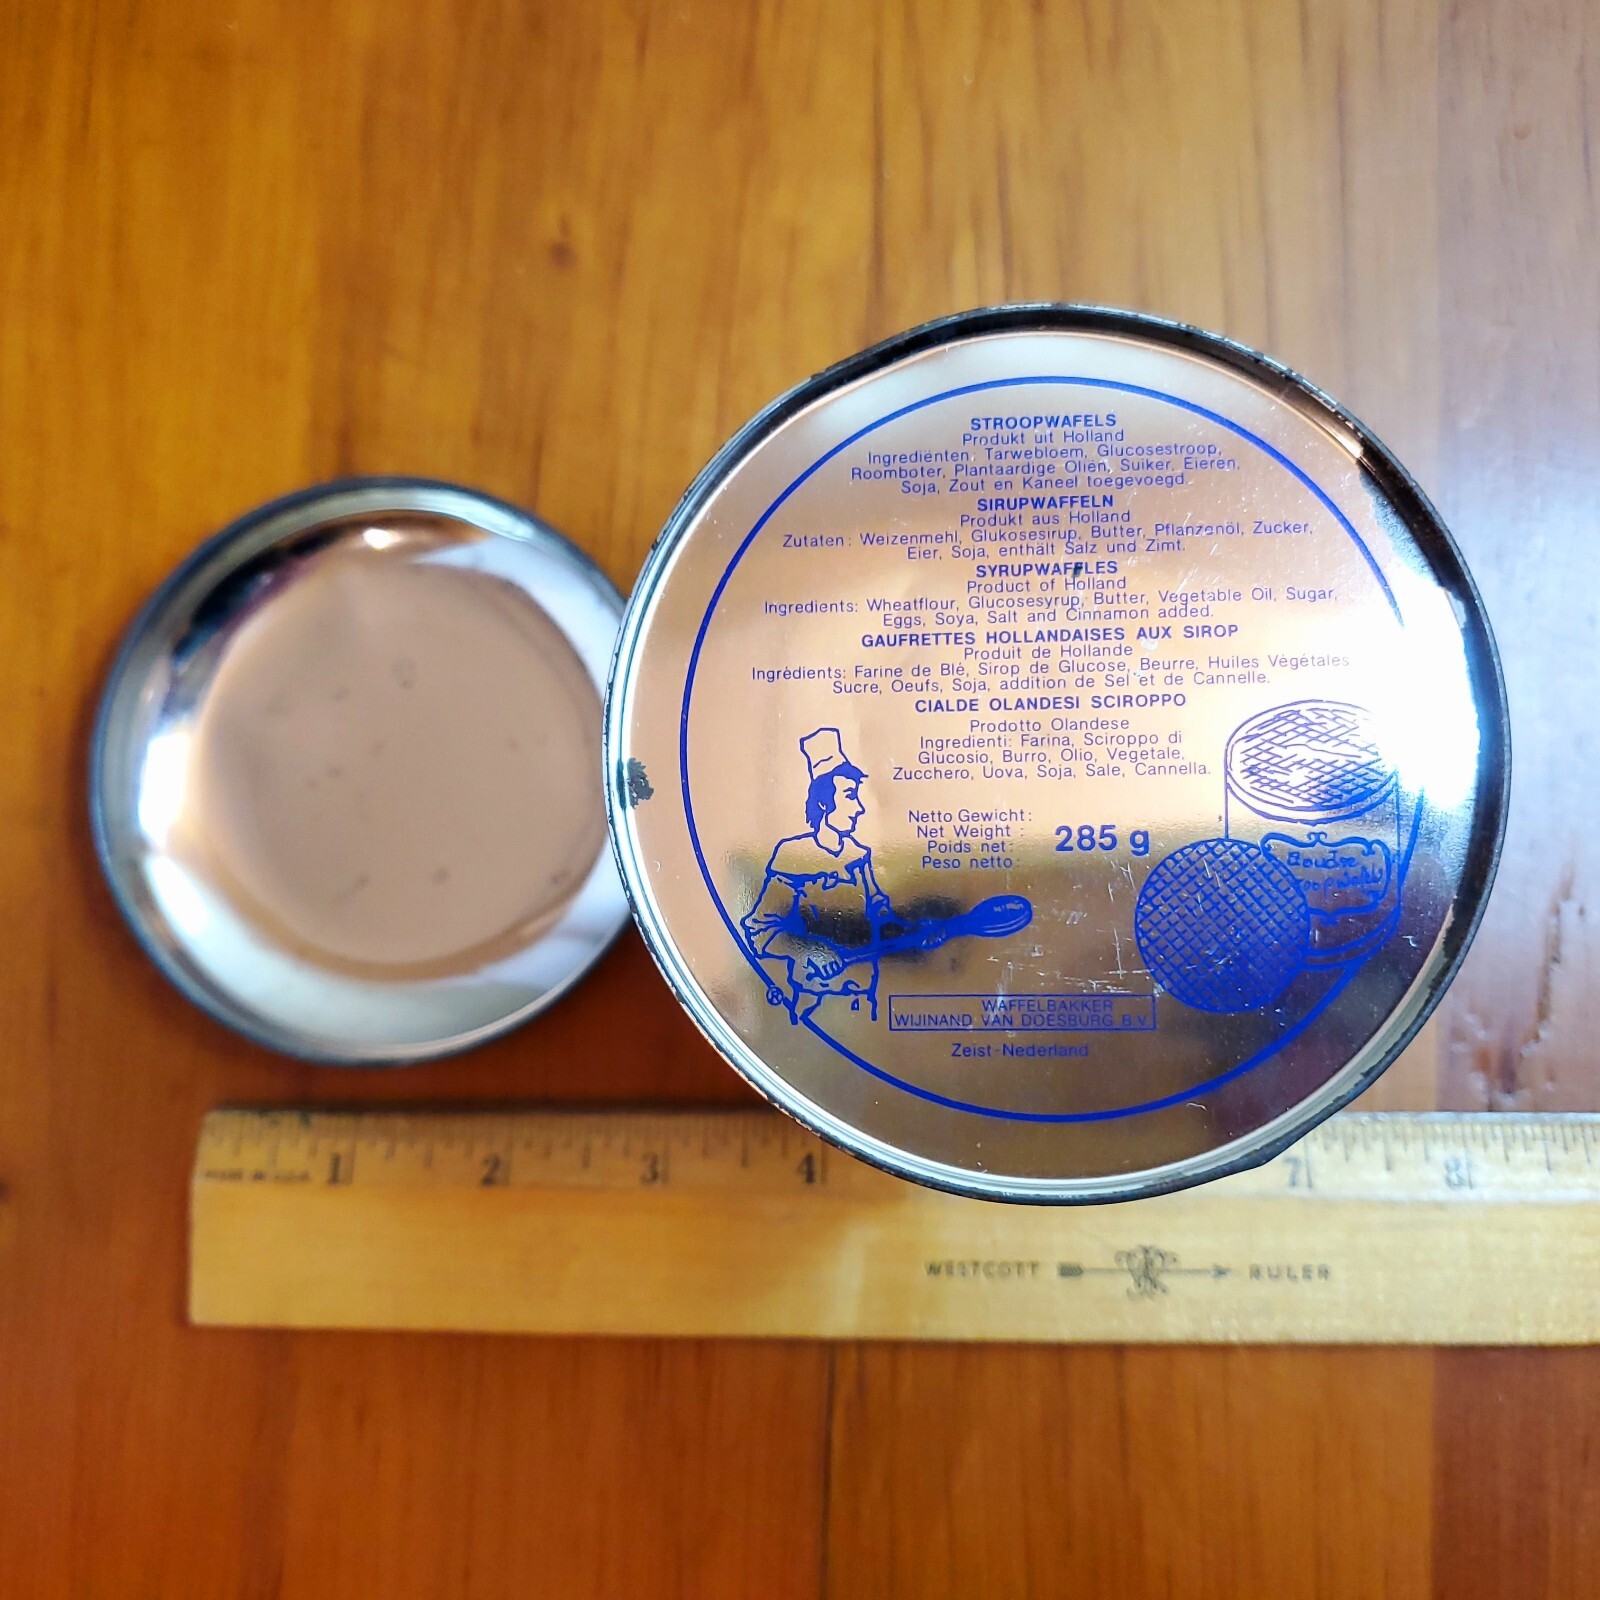 STROOPWAFELS
Produkt uit Holland
Ingrediënten, Tarwebloem, Glucosestroop,
Roomboter, Plantaardige Oliën, Suiker, Eieren,
Soja, Zout en Kaneel toegevoegd.
SIRUPWAFFELN
Produkt aus Holland
Zutaten: Weizenmehl, Glukosesirup, Butter, Pflanzenöl, Zucker,
Eier, Soja, enthält Salz und Zimt.
SYRUPWAFFLES
Product of Holland
Ingredients: Wheatflour, Glucosesyrup, Butter, Vegetable Oil, Sugar,
Eggs, Soya, Salt and Cinnamon added.
GAUFRETTES HOLLANDAISES AUX SIROP
Produit de Hollande
Ingrédients: Farine de Blé, Sirop de Glucose, Beurre, Huiles Végétales
Sucre, Oeufs, Soja, addition de Sel et de Cannelle.
CIALDE OLANDESI SCIROPPO
Prodotto Olandese
Ingredienti: Farina, Sciroppo di
Glucosio, Burro, Olio, Vegetale,
Zucchero, Uova, Soja, Sale, Cannella.
Netto Gewicht:
Net Weight :
Poids net:
Peso netto:
285 g
®
WAFFELBAKKER
WIJINAND VAN DOESBURG B.V.
Zeist-Nederland
1 2 3 4 7 8
MADE IN U.S.A.
WESTCOTT RULER